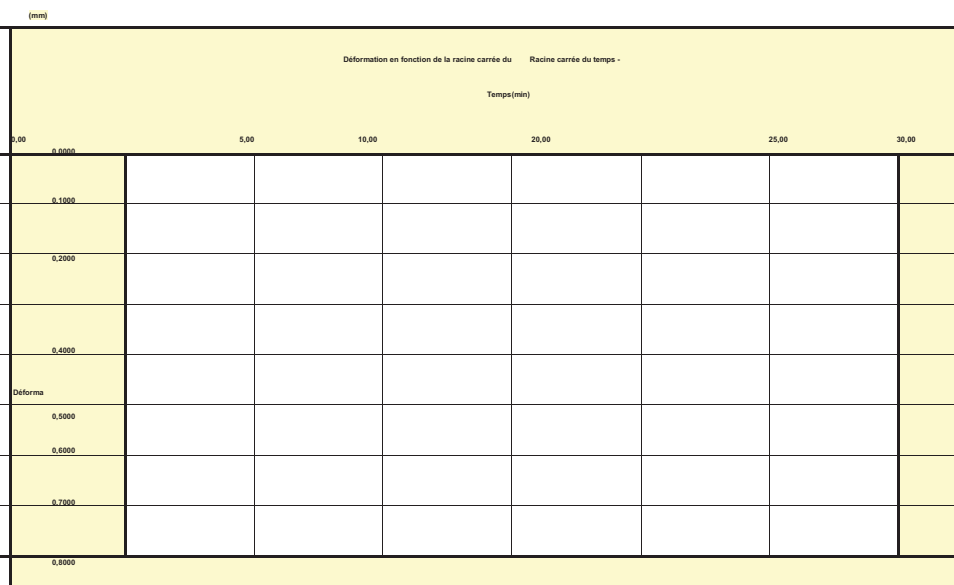 (mm)
Déformation en fonction de la racine carrée du Racine carrée du temps -
Temps(min)
0,00 5,00 10,00 20,00 25,00 30,00
0,0000
0,1000
0,2000
0,4000
Déforma
0,5000
0,6000
0,7000
0,8000